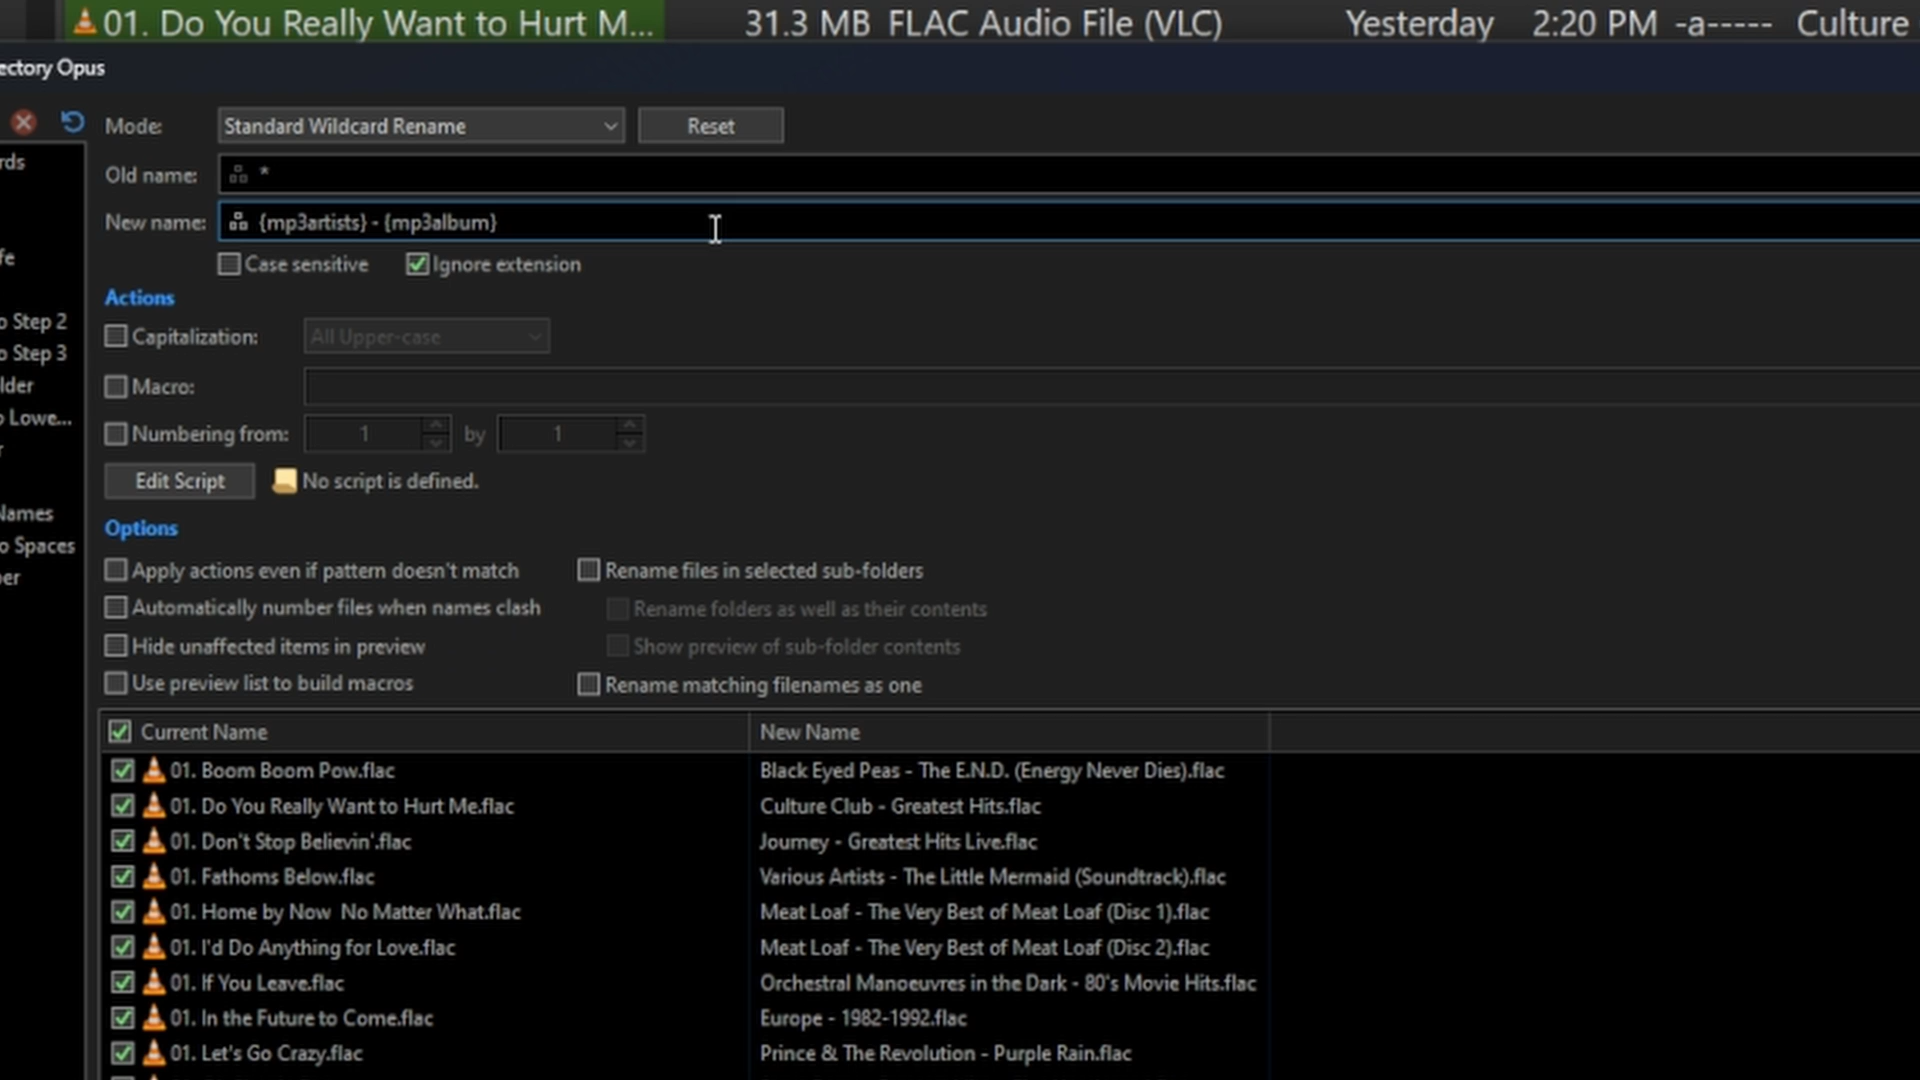 01. Do You Really Want to Hurt M... 31.3 MB FLAC Audio File (VLC) Yesterday 2:20 PM -a----- Culture
ectory Opus
Mode: Standard Wildcard Rename Reset
rds
Old name: *
New name: {mp3artists} - {mp3album}
fe
Case sensitive Ignore extension
Actions
o Step 2
Capitalization: All Upper-case
o Step 3
lder
Macro:
o Lowe...
Numbering from: 1 by 1
r
Edit Script No script is defined.
Names
Options
o Spaces
er
Apply actions even if pattern doesn't match Rename files in selected sub-folders
Automatically number files when names clash Rename folders as well as their contents
Hide unaffected items in preview Show preview of sub-folder contents
Use preview list to build macros Rename matching filenames as one
Current Name New Name
01. Boom Boom Pow.flac Black Eyed Peas - The E.N.D. (Energy Never Dies).flac
01. Do You Really Want to Hurt Me.flac Culture Club - Greatest Hits.flac
01. Don't Stop Believin'.flac Journey - Greatest Hits Live.flac
01. Fathoms Below.flac Various Artists - The Little Mermaid (Soundtrack).flac
01. Home by Now  No Matter What.flac Meat Loaf - The Very Best of Meat Loaf (Disc 1).flac
01. I'd Do Anything for Love.flac Meat Loaf - The Very Best of Meat Loaf (Disc 2).flac
01. If You Leave.flac Orchestral Manoeuvres in the Dark - 80's Movie Hits.flac
01. In the Future to Come.flac Europe - 1982-1992.flac
01. Let's Go Crazy.flac Prince & The Revolution - Purple Rain.flac